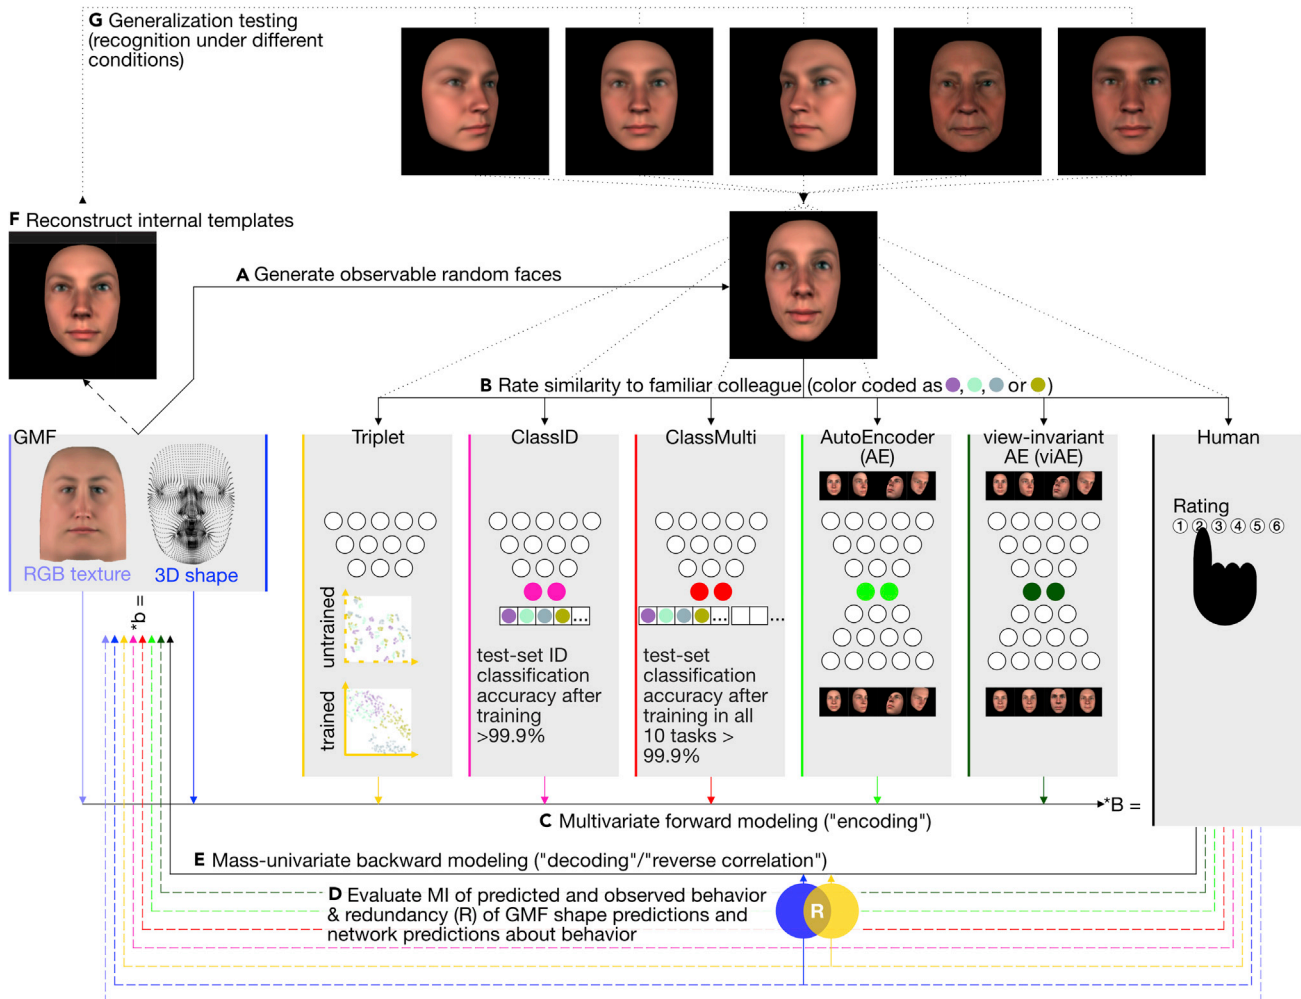 G Generalization testing
(recognition under different
conditions)
F Reconstruct internal templates
A Generate observable random faces
B Rate similarity to familiar colleague (color coded as , , or )
GMF
RGB texture
3D shape
*b =
Triplet
untrained
trained
ClassID
...
test-set ID
classification
accuracy after
training
>99.9%
ClassMulti
... ...
test-set
classification
accuracy after
training in all
10 tasks >
99.9%
AutoEncoder
(AE)
view-invariant
AE (viAE)
Human
Rating
1 2 3 4 5 6
*B =
C Multivariate forward modeling ("encoding")
E Mass-univariate backward modeling ("decoding"/"reverse correlation")
D Evaluate MI of predicted and observed behavior
& redundancy (R) of GMF shape predictions and
network predictions about behavior
R